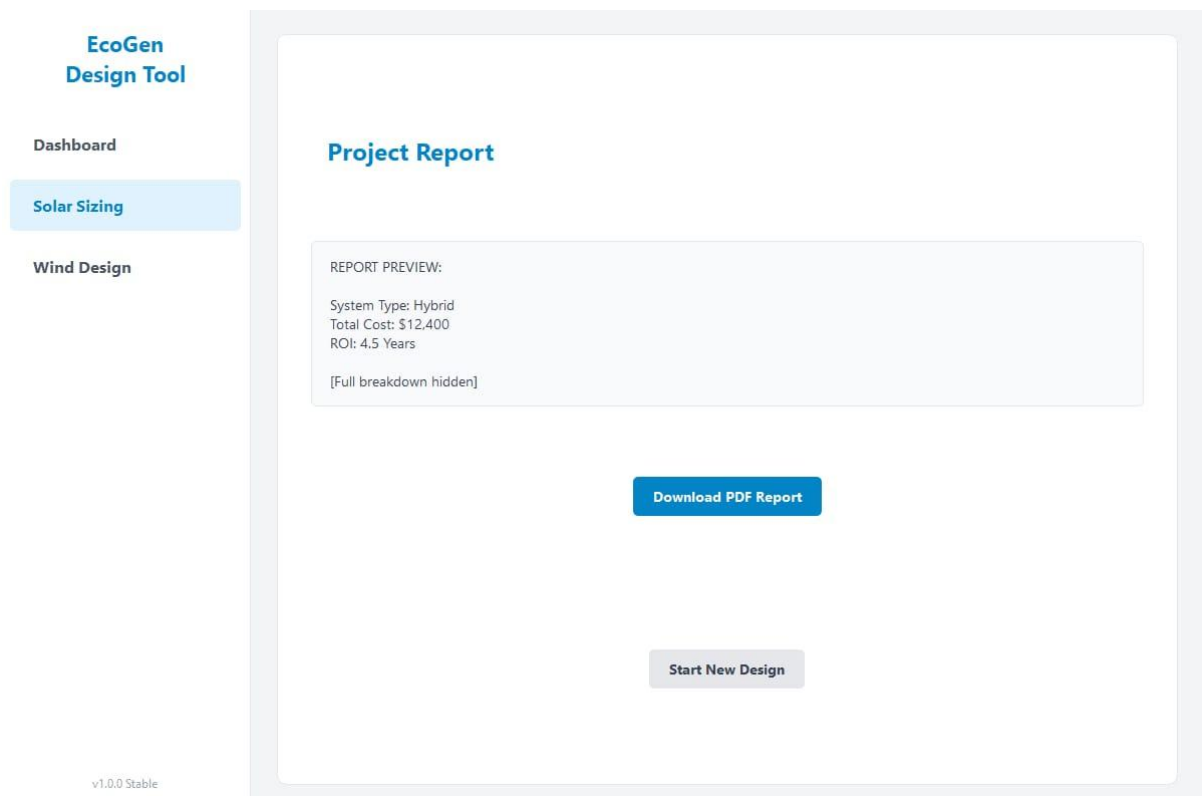 EcoGen
Design Tool
Dashboard
Solar Sizing
Wind Design
v1.0.0 Stable
Project Report
REPORT PREVIEW:
System Type: Hybrid
Total Cost: $12,400
ROI: 4.5 Years
[Full breakdown hidden]
Download PDF Report
Start New Design